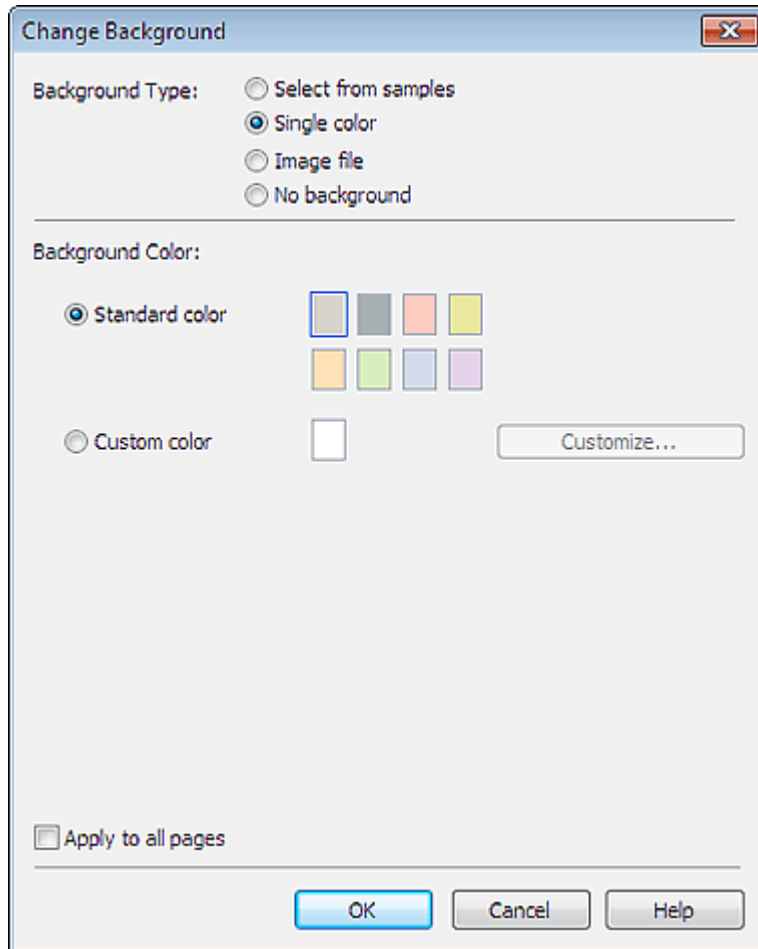 Change Background
Background Type:
Select from samples
Single color
Image file
No background
Background Color:
Standard color
Custom color
Customize...
Apply to all pages
OK
Cancel
Help